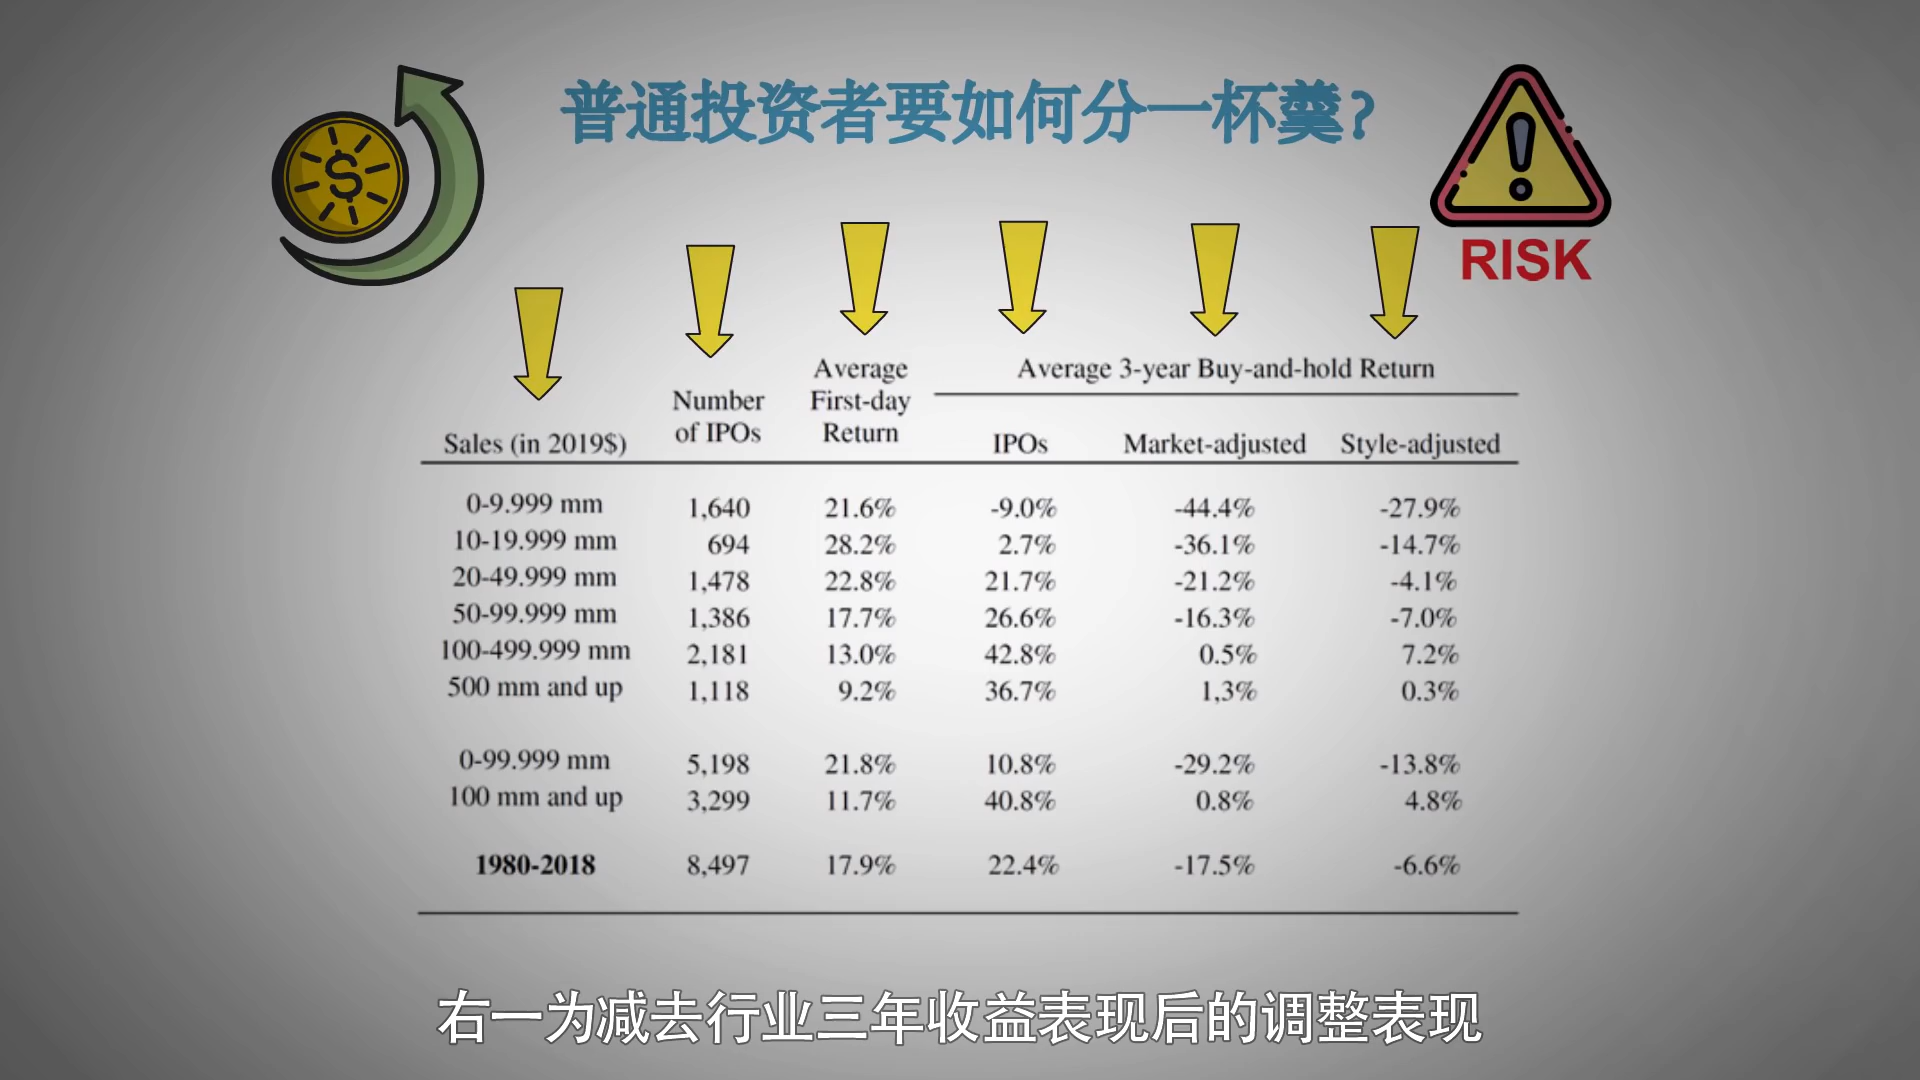 普通投资者要如何分一杯羹?
$
RISK
Average Average 3-year Buy-and-hold Return
Number First-day
Sales (in 2019$) of IPOs Return IPOs Market-adjusted Style-adjusted
0-9.999 mm 1,640 21.6% -9.0% -44.4% -27.9%
10-19.999 mm 694 28.2% 2.7% -36.1% -14.7%
20-49.999 mm 1,478 22.8% 21.7% -21.2% -4.1%
50-99.999 mm 1,386 17.7% 26.6% -16.3% -7.0%
100-499.999 mm 2,181 13.0% 42.8% 0.5% 7.2%
500 mm and up 1,118 9.2% 36.7% 1,3% 0.3%
0-99.999 mm 5,198 21.8% 10.8% -29.2% -13.8%
100 mm and up 3,299 11.7% 40.8% 0.8% 4.8%
1980-2018 8,497 17.9% 22.4% -17.5% -6.6%
右一为减去行业三年收益表现后的调整表现